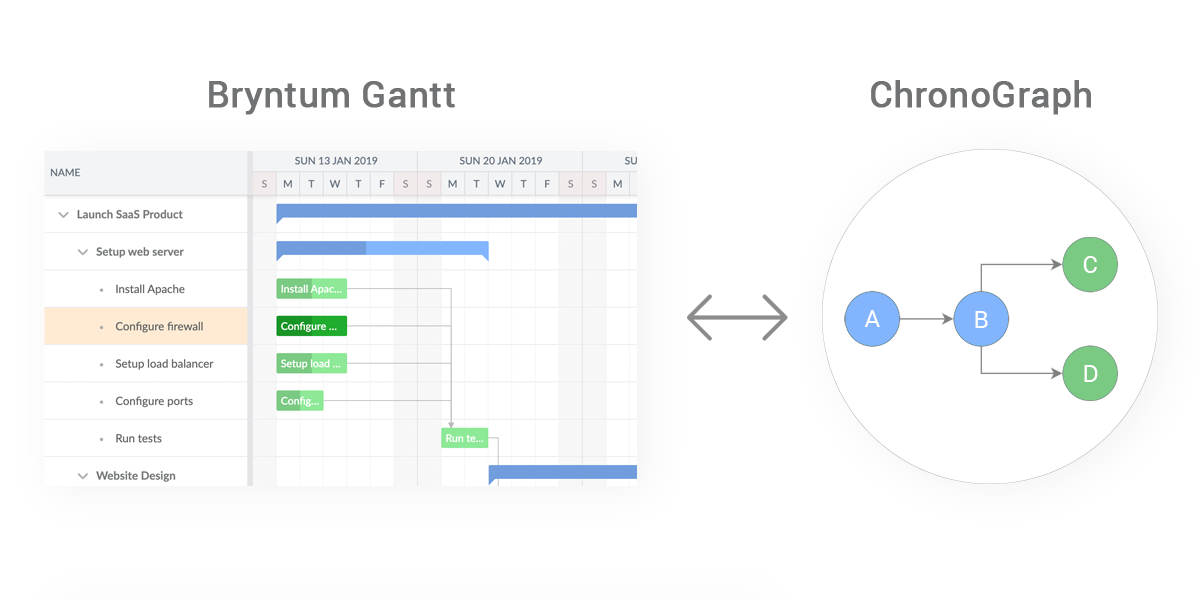 Bryntum Gantt
ChronoGraph
NAME
SUN 13 JAN 2019 SUN 20 JAN 2019 SU
S M T W T F S S M T W T F S S M
Launch SaaS Product
Setup web server
Install Apache Install Apac...
Configure firewall Configure ...
Setup load balancer Setup load ...
Configure ports Config...
Run tests Run te...
Website Design
A B C D